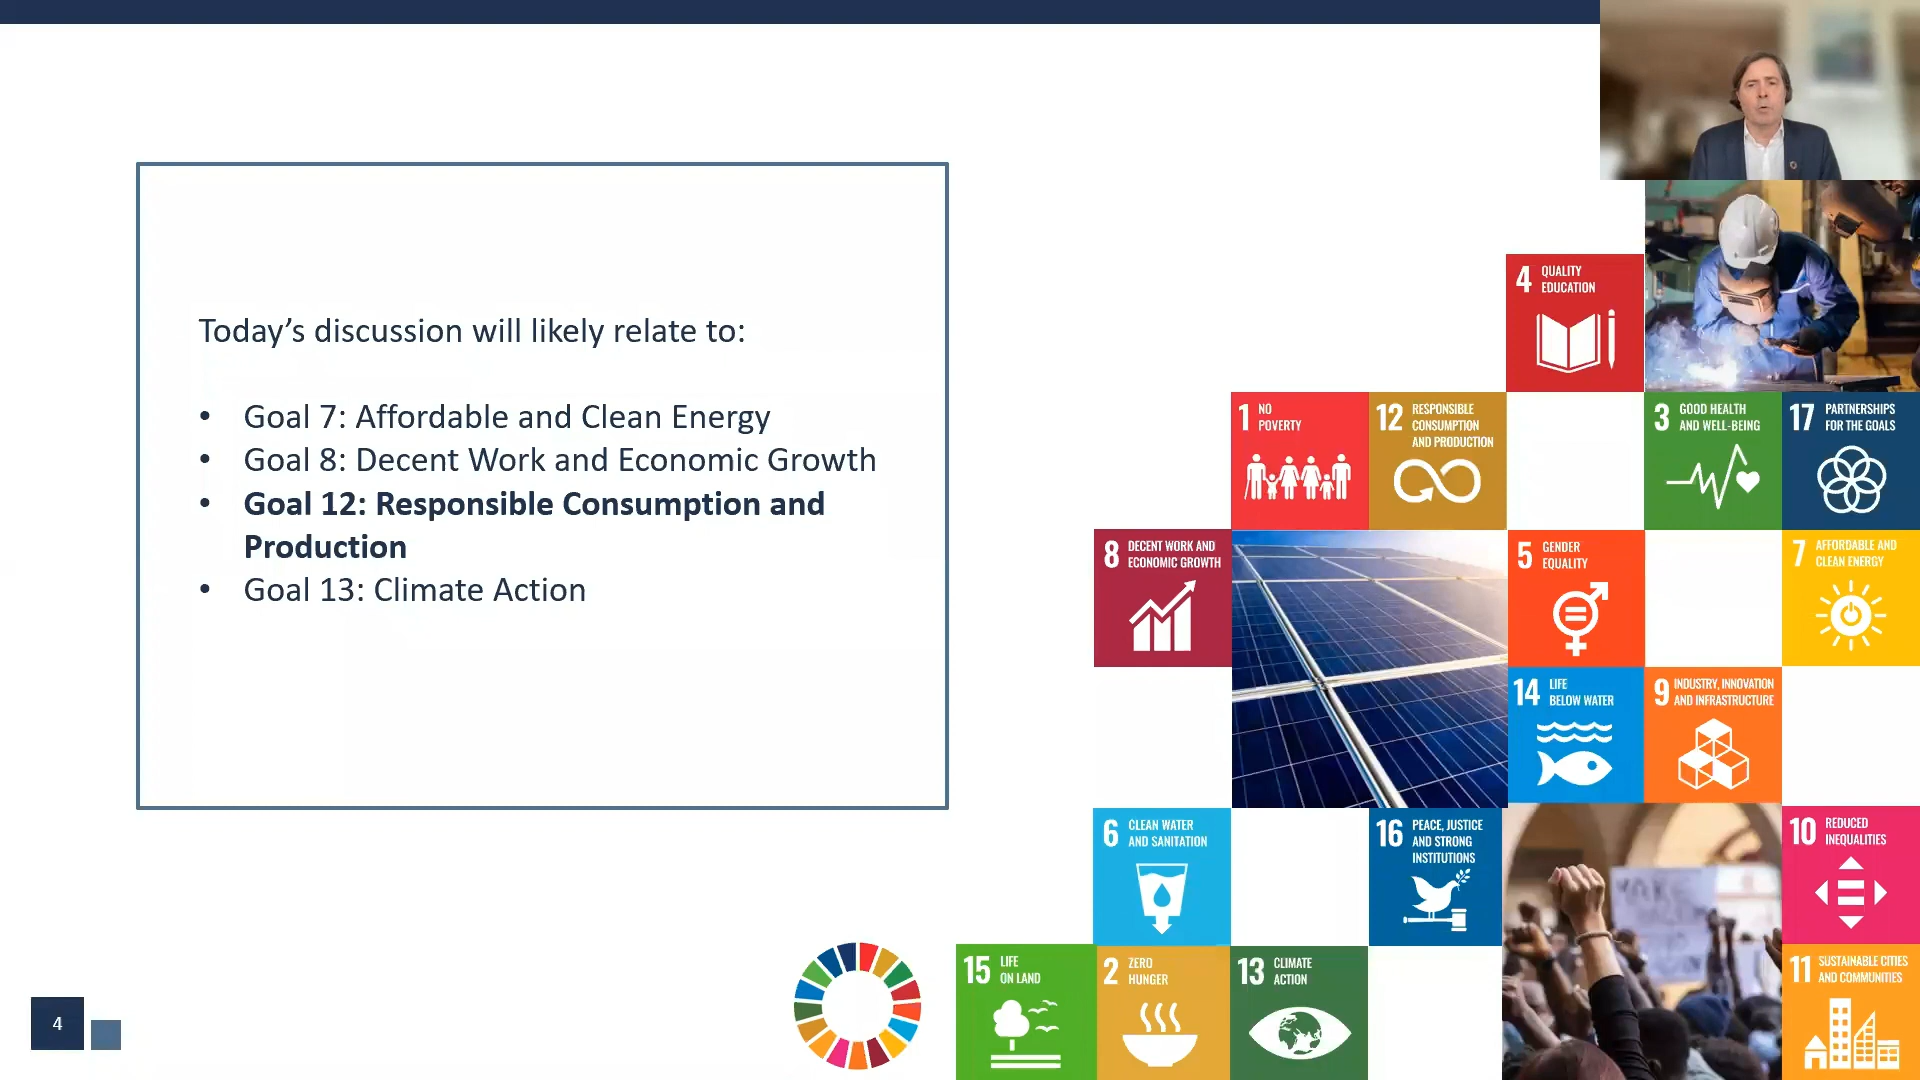 Today’s discussion will likely relate to:
• Goal 7: Affordable and Clean Energy
• Goal 8: Decent Work and Economic Growth
• Goal 12: Responsible Consumption and
Production
• Goal 13: Climate Action
4
4 QUALITY
EDUCATION
1 NO
POVERTY
12 RESPONSIBLE
CONSUMPTION
AND PRODUCTION
3 GOOD HEALTH
AND WELL-BEING
17 PARTNERSHIPS
FOR THE GOALS
8 DECENT WORK AND
ECONOMIC GROWTH
5 GENDER
EQUALITY
7 AFFORDABLE AND
CLEAN ENERGY
14 LIFE
BELOW WATER
9 INDUSTRY, INNOVATION
AND INFRASTRUCTURE
6 CLEAN WATER
AND SANITATION
16 PEACE, JUSTICE
AND STRONG
INSTITUTIONS
10 REDUCED
INEQUALITIES
15 LIFE
ON LAND
2 ZERO
HUNGER
13 CLIMATE
ACTION
11 SUSTAINABLE CITIES
AND COMMUNITIES